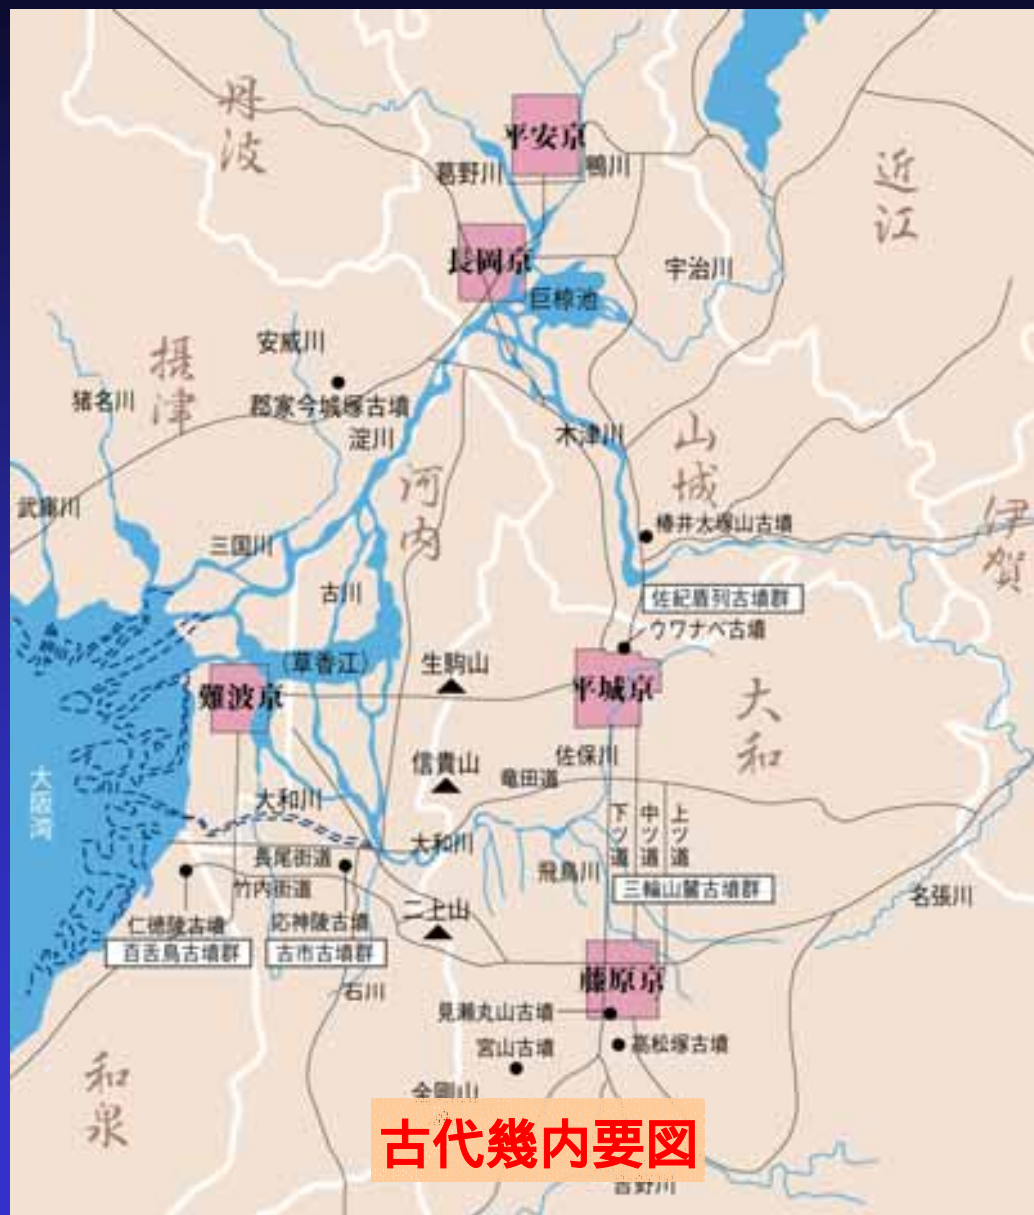 丹波
平安京
葛野川
鴨川
近江
長岡京
宇治川
巨椋池
安威川
摂津
猪名川
郡家今城塚古墳
淀川
木津川
山城
河内
武庫川
椿井大塚山古墳
伊賀
三国川
古川
佐紀盾列古墳群
ウワナベ古墳
(草香江)
生駒山
難波京
平城京
大和
佐保川
信貴山
竜田道
大阪湾
大和川
下ツ道
中ツ道
上ツ道
大和川
長尾街道
飛鳥川
竹内街道
三輪山麓古墳群
名張川
二上山
仁徳陵古墳
応神陵古墳
百舌鳥古墳群
古市古墳群
藤原京
石川
見瀬丸山古墳
宮山古墳
高松塚古墳
和泉
金剛山
古代幾内要図
吉野川